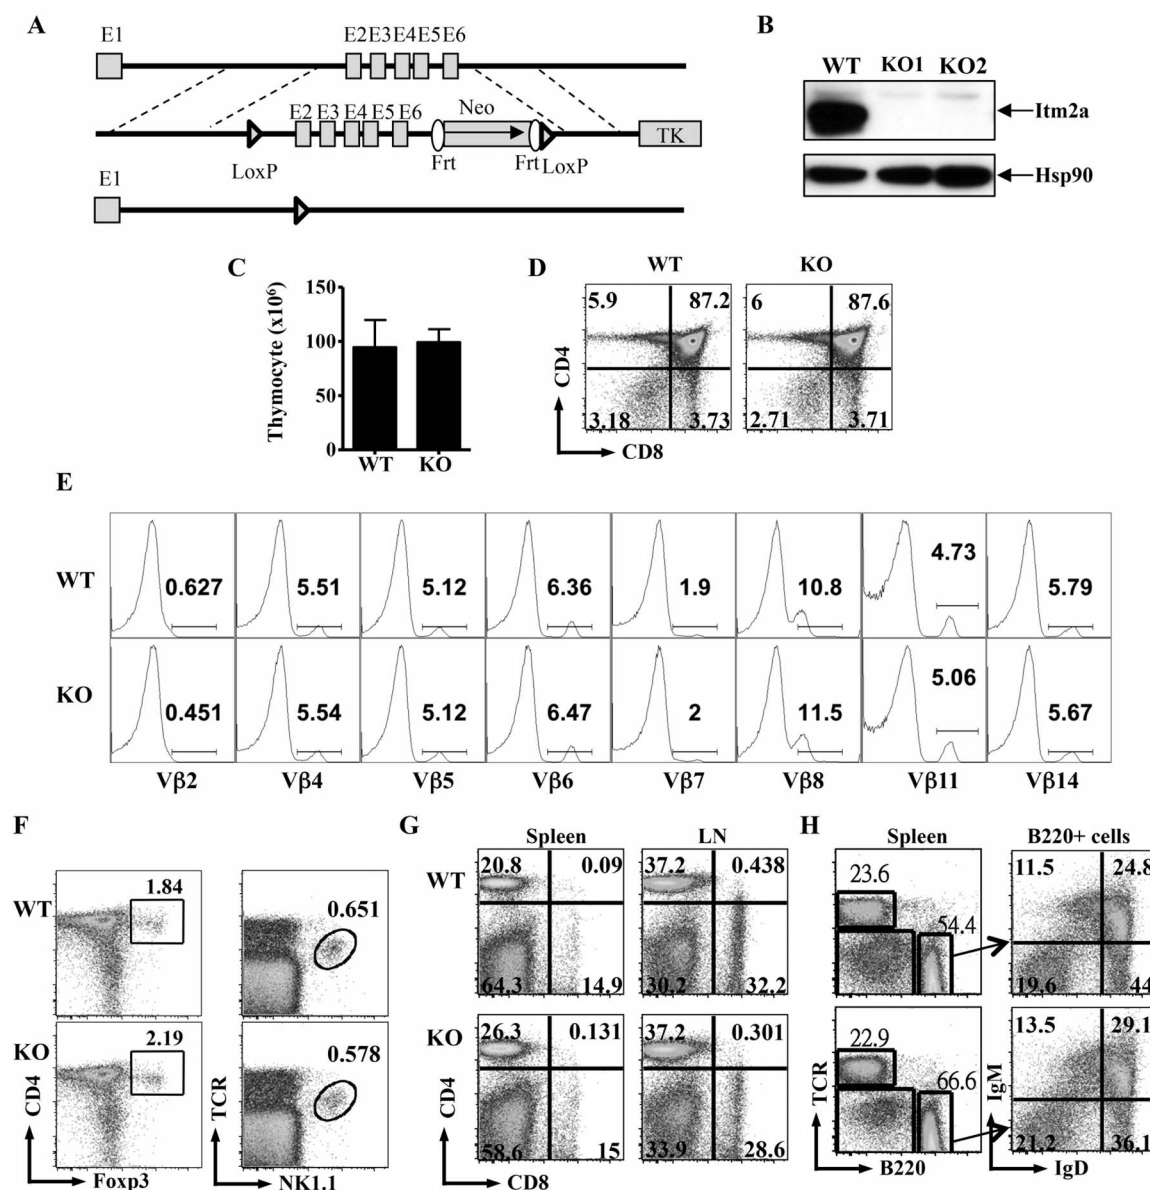 A
E1
E2 E3 E4 E5 E6
E2 E3 E4 E5 E6
Neo
TK
LoxP
Frt
Frt
LoxP
E1
B
WT KO1 KO2
Itm2a
Hsp90
C
Thymocyte (x10⁶)
150
100
50
0
WT KO
D
WT KO
5.9 87.2
3.18 3.73
6 87.6
2.71 3.71
CD4
CD8
E
WT
0.627 5.51 5.12 6.36 1.9 10.8 4.73 5.79
KO
0.451 5.54 5.12 6.47 2 11.5 5.06 5.67
Vβ2 Vβ4 Vβ5 Vβ6 Vβ7 Vβ8 Vβ11 Vβ14
F
WT
1.84
0.651
KO
2.19
0.578
CD4
Foxp3
TCR
NK1.1
G
Spleen LN
WT
20.8 0.09
64.3 14.9
37.2 0.438
30.2 32.2
KO
26.3 0.131
58.6 15
37.2 0.301
33.9 28.6
CD4
CD8
H
Spleen B220+ cells
23.6
54.4
11.5 24.8
19.6 44
22.9
66.6
13.5 29.1
21.2 36.1
TCR
B220
IgM
IgD